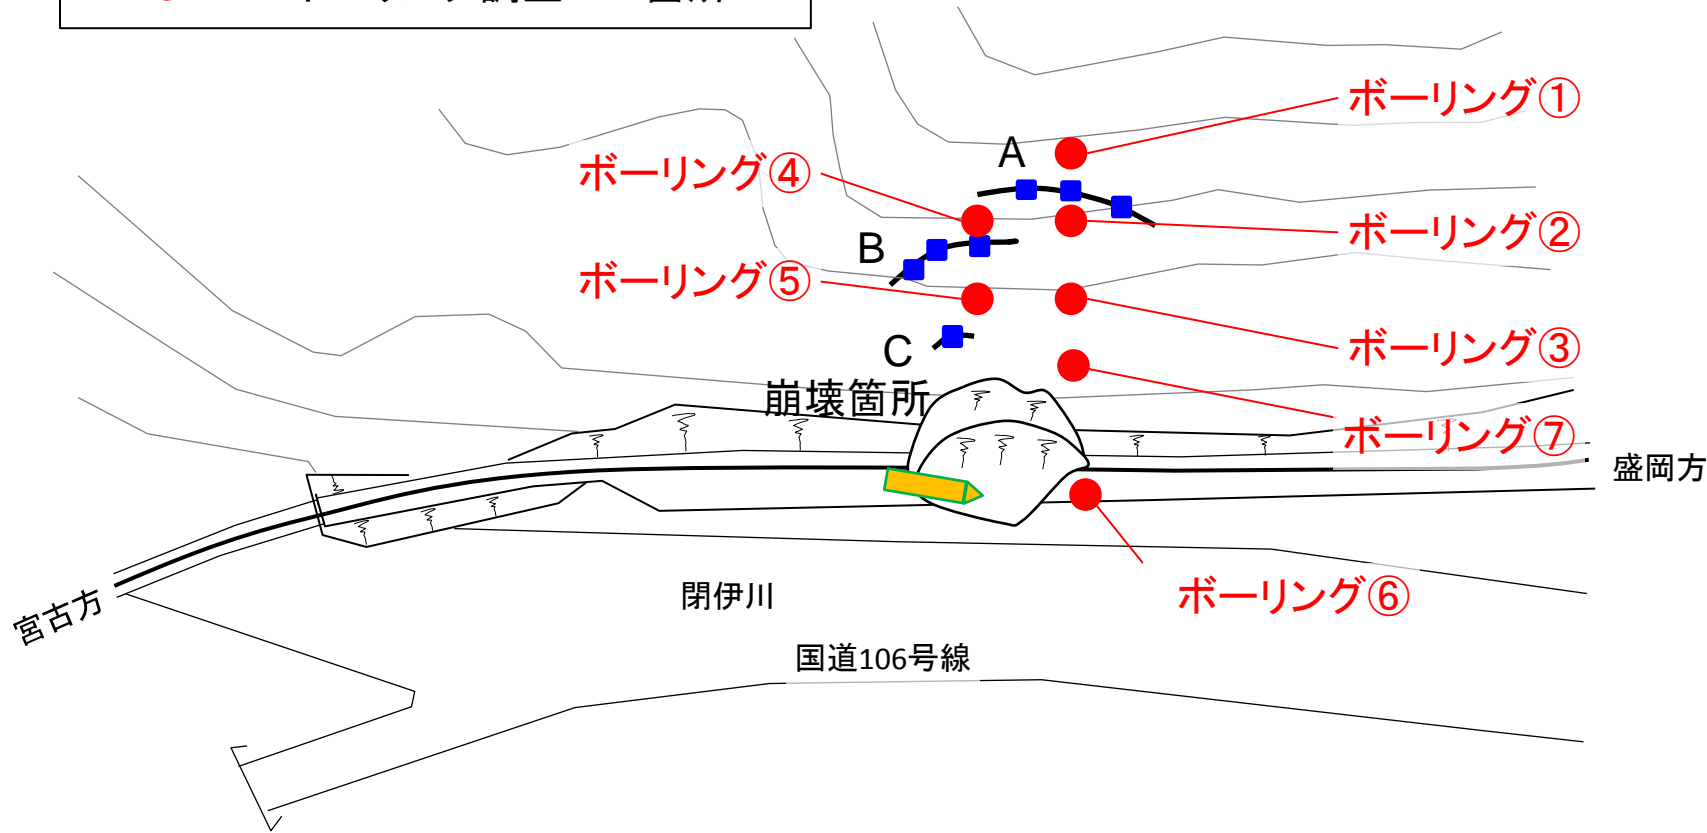 ボーリング①
A
ボーリング④
ボーリング②
B
ボーリング⑤
ボーリング③
C
崩壊箇所
ボーリング⑦
盛岡方
ボーリング⑥
閉伊川
宮古方
国道106号線